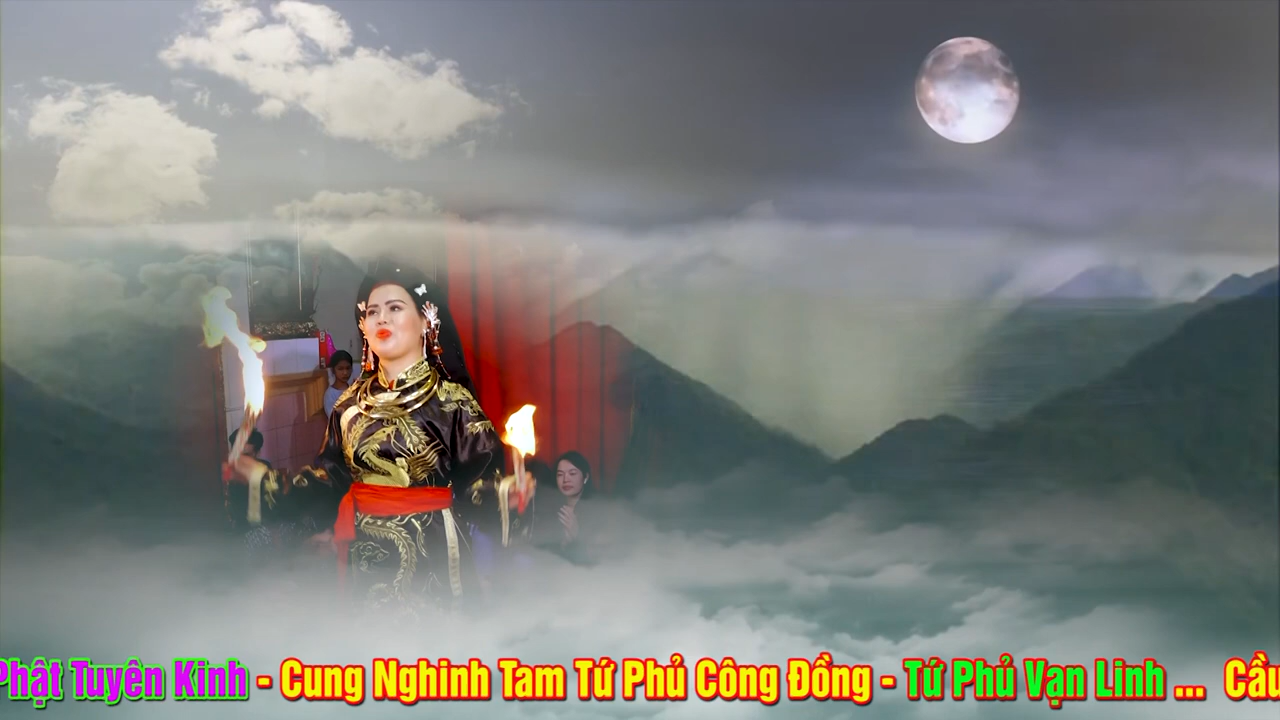 Phật Tuyên Kinh - Cung Nghinh Tam Tứ Phủ Công Đồng - Tứ Phủ Vạn Linh ... Cầu